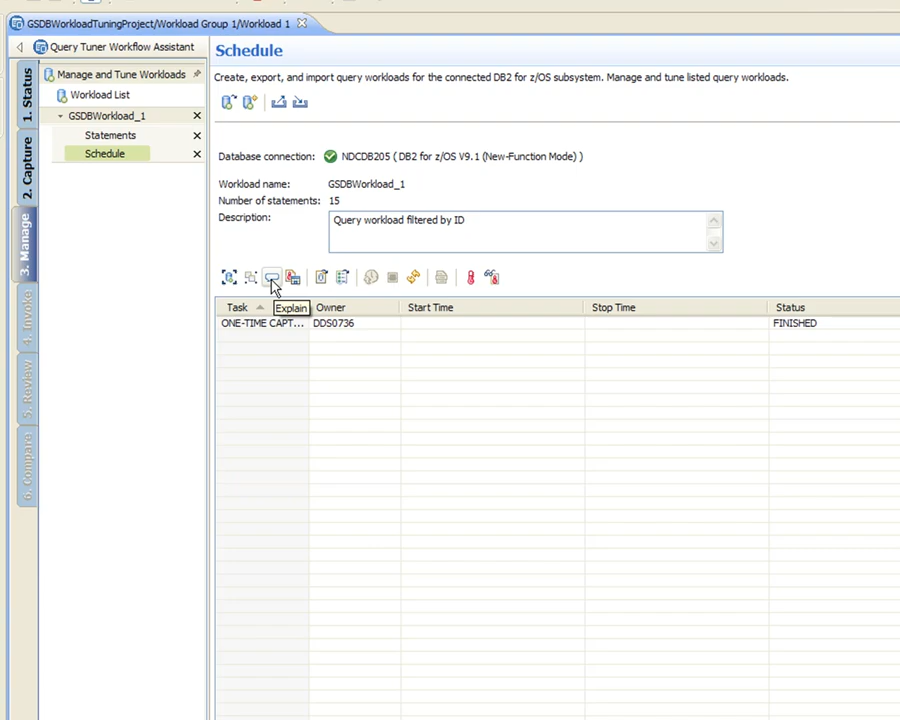 GSDBWorkloadTuningProject/Workload Group 1/Workload 1
Query Tuner Workflow Assistant
1. Status
2. Capture
3. Manage
4. Invoke
5. Review
6. Compare
Manage and Tune Workloads
Workload List
GSDBWorkload_1
Statements
Schedule
Schedule
Create, export, and import query workloads for the connected DB2 for z/OS subsystem. Manage and tune listed query workloads.
Database connection: NDCDB205 ( DB2 for z/OS V9.1 (New-Function Mode) )
Workload name: GSDBWorkload_1
Number of statements: 15
Description: Query workload filtered by ID
Explain
Task Owner Start Time Stop Time Status
ONE-TIME CAPT... DDS0736 FINISHED